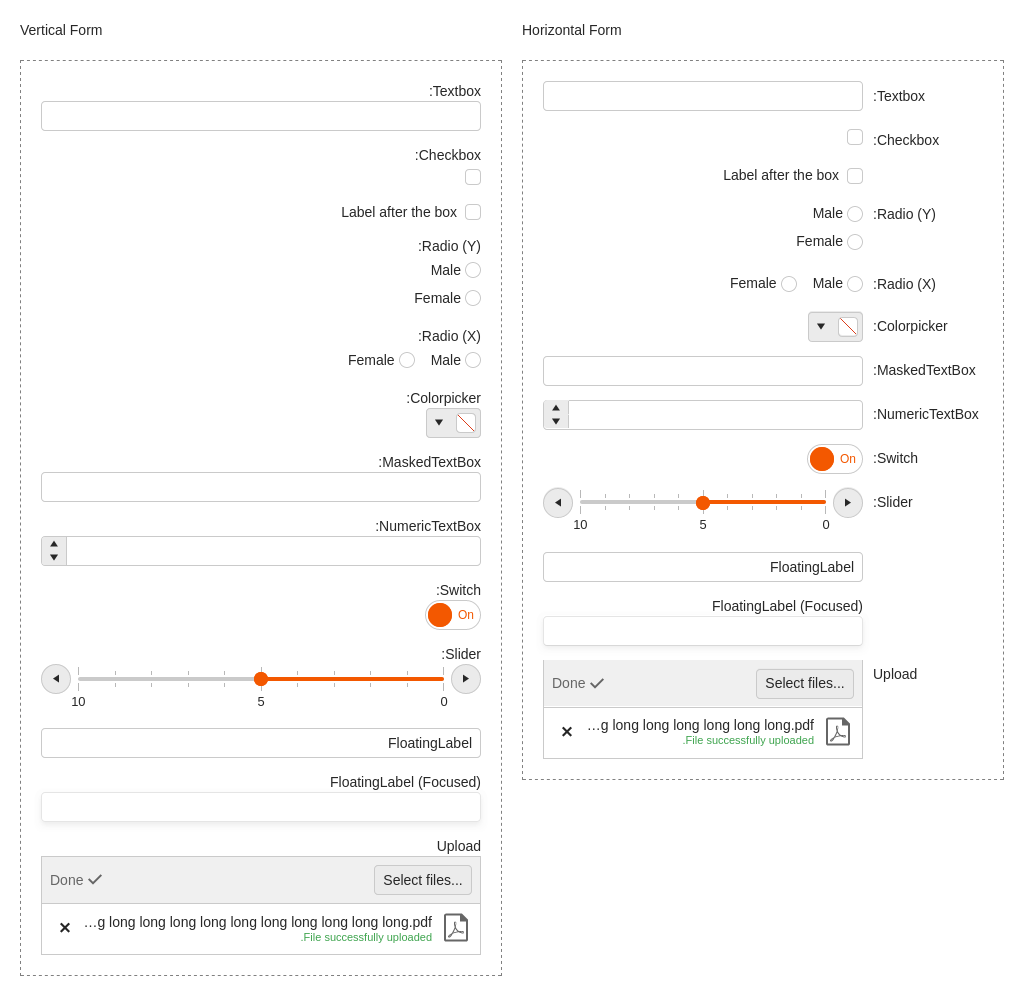 Vertical Form
:Textbox
:Checkbox
Label after the box
:Radio (Y)
Male
Female
:Radio (X)
Female Male
:Colorpicker
:MaskedTextBox
:NumericTextBox
:Switch
On
:Slider
10 5 0
FloatingLabel
FloatingLabel (Focused)
Upload
Done Select files...
...g long long long long long long long long long long.pdf
.File successfully uploaded
Horizontal Form
:Textbox
:Checkbox
Label after the box
Male :Radio (Y)
Female
Female Male :Radio (X)
:Colorpicker
:MaskedTextBox
:NumericTextBox
On :Switch
:Slider
10 5 0
FloatingLabel
FloatingLabel (Focused)
Upload
Done Select files...
...g long long long long long long.pdf
.File successfully uploaded